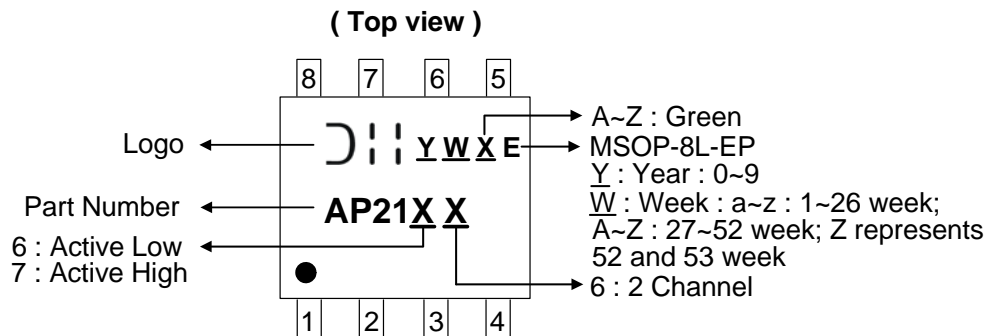 ( Top view )
8 7 6 5
Logo
Y W X E
A~Z : Green
MSOP-8L-EP
Y : Year : 0~9
W : Week : a~z : 1~26 week;
A~Z : 27~52 week; Z represents
52 and 53 week
Part Number
AP21X X
6 : Active Low
7 : Active High
6 : 2 Channel
1 2 3 4